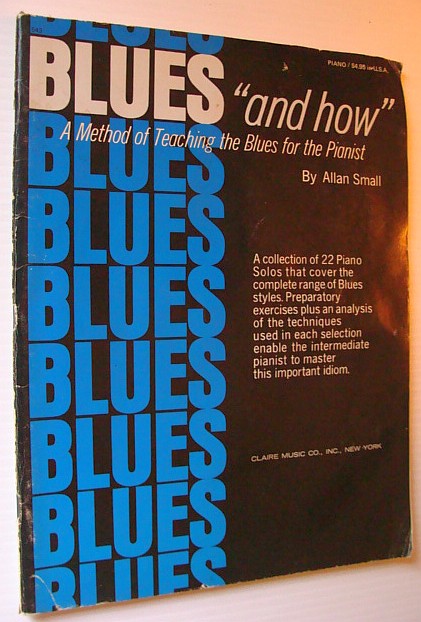 BLUES
PIANO / $4.95 IN U.S.A.
BLUES "and how"
A Method of Teaching the Blues for the Pianist
By Allan Small
BLUES
BLUES
BLUES
BLUES
BLUES
BLUES
BLUES
BLUES
A collection of 22 Piano
Solos that cover the
complete range of Blues
styles. Preparatory
exercises plus an analysis
of the techniques
used in each selection
enable the intermediate
pianist to master
this important idiom.
CLAIRE MUSIC CO., INC., NEW YORK